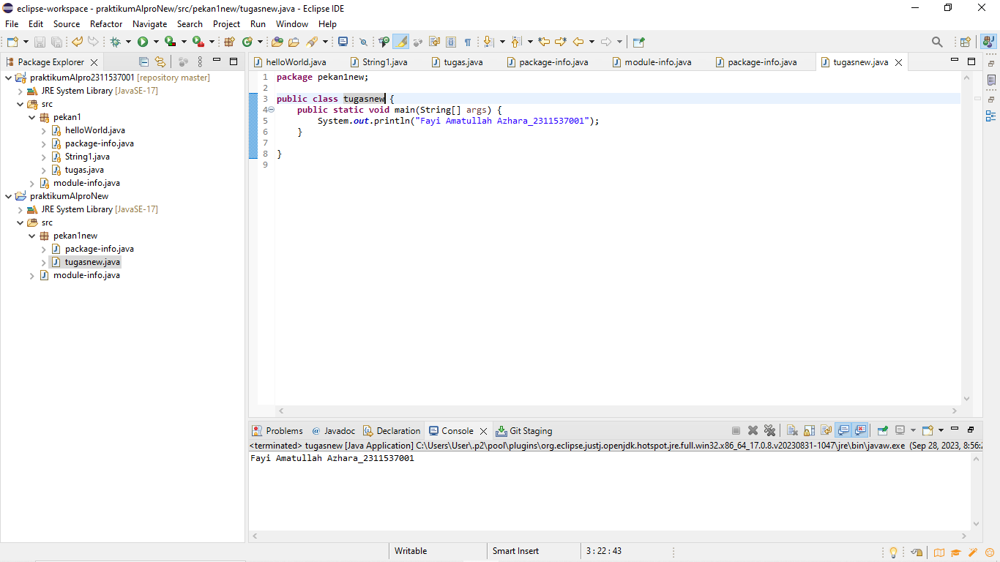 eclipse-workspace - praktikumAlproNew/src/pekan1new/tugasnew.java - Eclipse IDE
File Edit Source Refactor Navigate Search Project Run Window Help
Package Explorer
praktikumAlpro2311537001 [repository master]
JRE System Library [JavaSE-17]
src
pekan1
helloWorld.java
package-info.java
String1.java
tugas.java
module-info.java
praktikumAlproNew
JRE System Library [JavaSE-17]
src
pekan1new
package-info.java
tugasnew.java
module-info.java
helloWorld.java String1.java tugas.java package-info.java module-info.java package-info.java tugasnew.java
1 package pekan1new;
2
3 public class tugasnew {
4 public static void main(String[] args) {
5 System.out.println("Fayi Amatullah Azhara_2311537001");
6 }
7
8 }
9
Problems @ Javadoc Declaration Console Git Staging
<terminated> tugasnew [Java Application] C:\Users\User\.p2\pool\plugins\org.eclipse.justj.openjdk.hotspot.jre.full.win32.x86_64_17.0.8.v20230831-1047\jre\bin\javaw.exe (Sep 28, 2023, 8:56:
Fayi Amatullah Azhara_2311537001
Writable Smart Insert 3 : 22 : 43